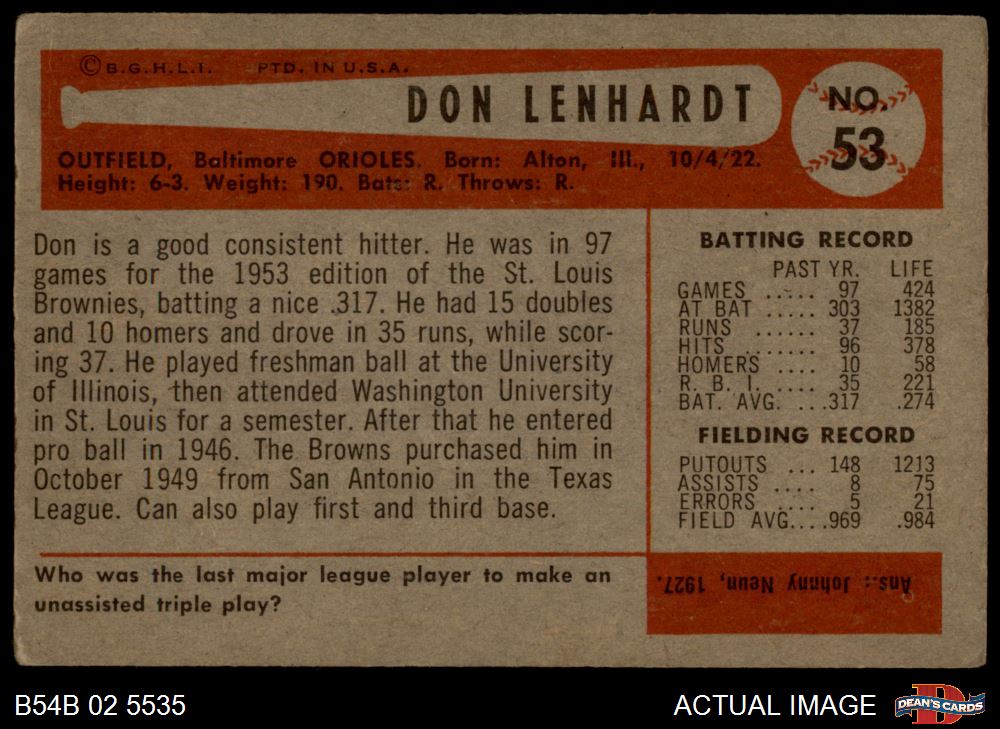 © B.G.H.L.I. PTD. IN U.S.A.
DON LENHARDT
NO. 53
OUTFIELD, Baltimore ORIOLES. Born: Alton, Ill., 10/4/22.
Height: 6-3. Weight: 190. Bats: R. Throws: R.
Don is a good consistent hitter. He was in 97
games for the 1953 edition of the St. Louis
Brownies, batting a nice .317. He had 15 doubles
and 10 homers and drove in 35 runs, while scor-
ing 37. He played freshman ball at the University
of Illinois, then attended Washington University
in St. Louis for a semester. After that he entered
pro ball in 1946. The Browns purchased him in
October 1949 from San Antonio in the Texas
League. Can also play first and third base.
BATTING RECORD
PAST YR. LIFE
GAMES ..... 97 424
AT BAT ..... 303 1382
RUNS ...... 37 185
HITS ....... 96 378
HOMERS .... 10 58
R. B. I. .... 35 221
BAT. AVG. ...317 .274
FIELDING RECORD
PUTOUTS ... 148 1213
ASSISTS .... 8 75
ERRORS .... 5 21
FIELD AVG....969 .984
Who was the last major league player to make an
unassisted triple play?
Ans.: Johnny Neun, 1927.
B54B 02 5535
ACTUAL IMAGE
D
DEAN'S CARDS